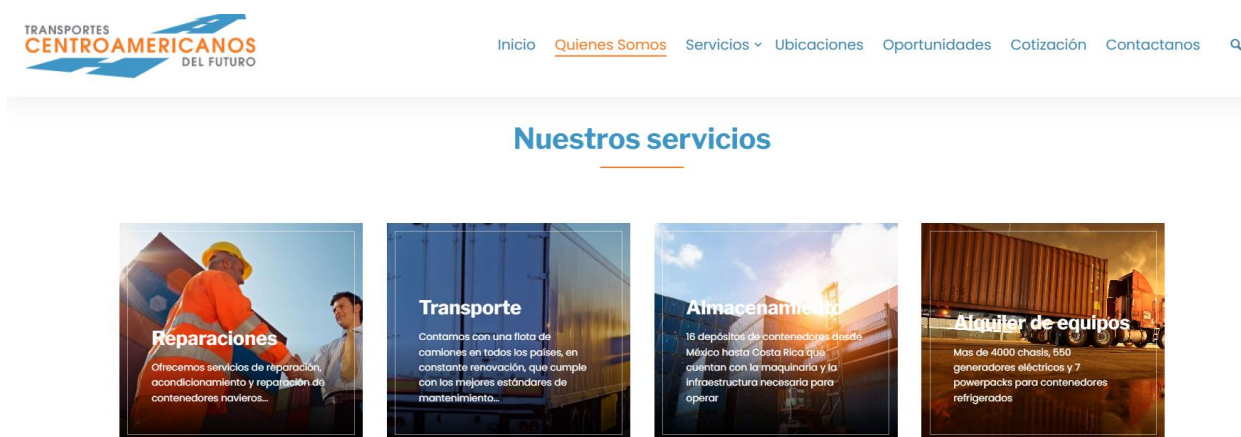 TRANSPORTES
CENTROAMERICANOS
DEL FUTURO
Inicio Quienes Somos Servicios Ubicaciones Oportunidades Cotización Contactanos
Nuestros servicios
Reparaciones
Ofrecemos servicios de reparación,
acondicionamiento y reparación de
contenedores navieros...
Transporte
Contamos con una flota de
camiones en todos los países, en
constante renovación, que cumple
con los mejores estándares de
mantenimiento...
Almacenamiento
16 depósitos de contenedores desde
México hasta Costa Rica que
cuentan con la maquinaria y la
infraestructura necesaria para
operar
Alquiler de equipos
Mas de 4000 chasis, 550
generadores eléctricos y 7
powerpacks para contenedores
refrigerados